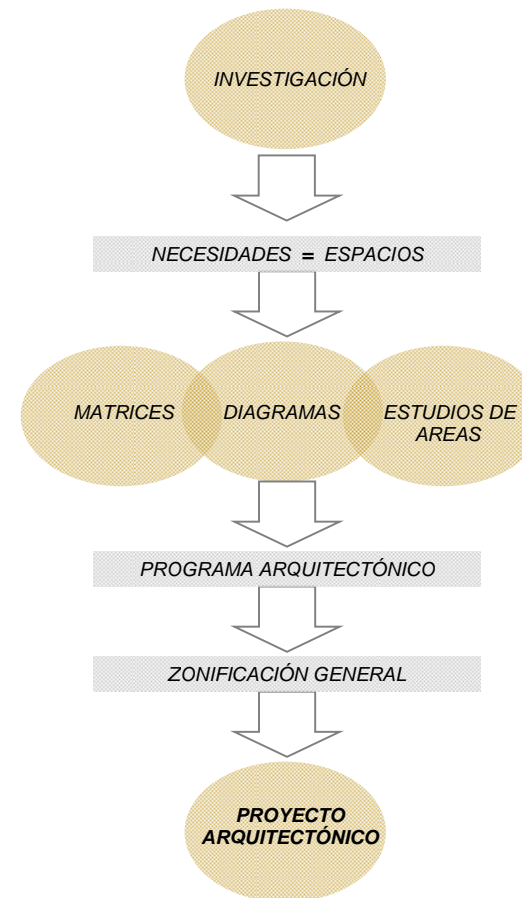 INVESTIGACIÓN
NECESIDADES = ESPACIOS
MATRICES
DIAGRAMAS
ESTUDIOS DE
AREAS
PROGRAMA ARQUITECTÓNICO
ZONIFICACIÓN GENERAL
PROYECTO
ARQUITECTÓNICO